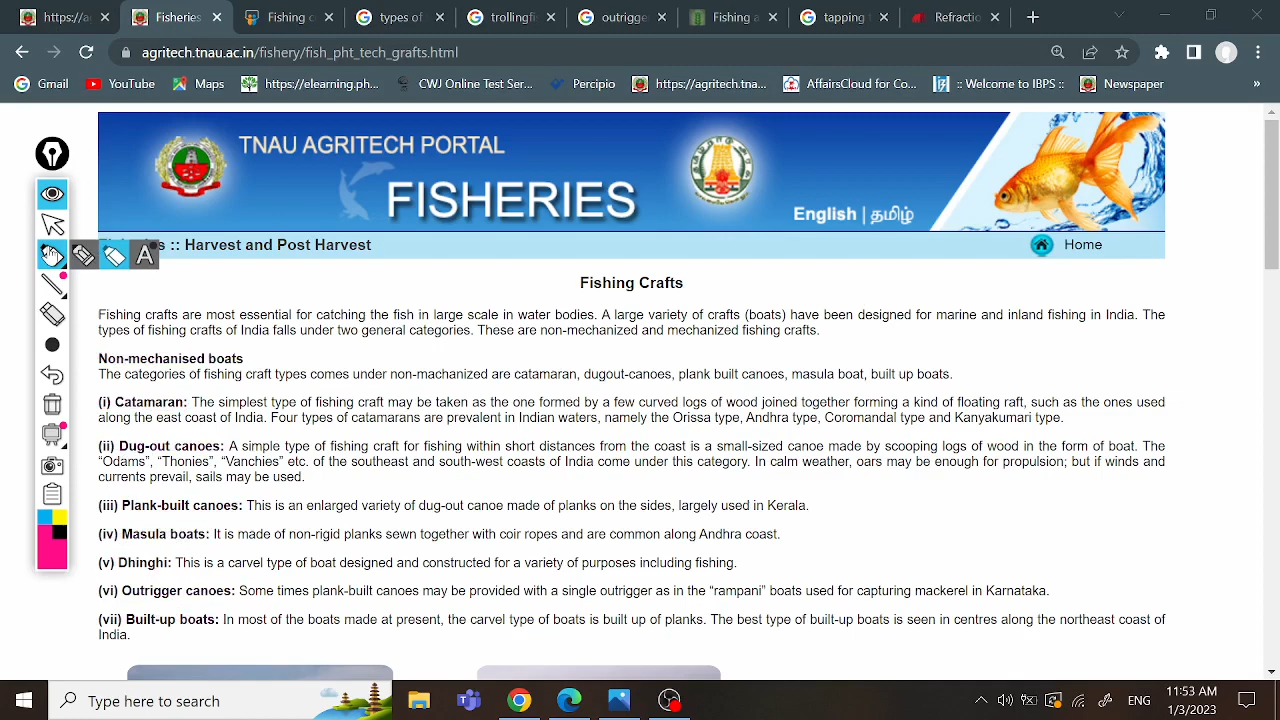 https://a
Fisheries
Fishing c
types of
trollingfi
outrigge
Fishing a
tapping t
Refractio
agritech.tnau.ac.in/fishery/fish_pht_tech_grafts.html
Gmail
YouTube
Maps
https://elearning.ph...
CWJ Online Test Ser...
Percipio
https://agritech.tna...
AffairsCloud for Co...
:: Welcome to IBPS ::
Newspaper
»
TNAU AGRITECH PORTAL
FISHERIES
English | தமிழ்
s :: Harvest and Post Harvest
Home
A
Fishing Crafts
Fishing crafts are most essential for catching the fish in large scale in water bodies. A large variety of crafts (boats) have been designed for marine and inland fishing in India. The
types of fishing crafts of India falls under two general categories. These are non-mechanized and mechanized fishing crafts.
Non-mechanised boats
The categories of fishing craft types comes under non-machanized are catamaran, dugout-canoes, plank built canoes, masula boat, built up boats.
(i) Catamaran: The simplest type of fishing craft may be taken as the one formed by a few curved logs of wood joined together forming a kind of floating raft, such as the ones used
along the east coast of India. Four types of catamarans are prevalent in Indian waters, namely the Orissa type, Andhra type, Coromandal type and Kanyakumari type.
(ii) Dug-out canoes: A simple type of fishing craft for fishing within short distances from the coast is a small-sized canoe made by scooping logs of wood in the form of boat. The
“Odams”, “Thonies”, “Vanchies” etc. of the southeast and south-west coasts of India come under this category. In calm weather, oars may be enough for propulsion; but if winds and
currents prevail, sails may be used.
(iii) Plank-built canoes: This is an enlarged variety of dug-out canoe made of planks on the sides, largely used in Kerala.
(iv) Masula boats: It is made of non-rigid planks sewn together with coir ropes and are common along Andhra coast.
(v) Dhinghi: This is a carvel type of boat designed and constructed for a variety of purposes including fishing.
(vi) Outrigger canoes: Some times plank-built canoes may be provided with a single outrigger as in the “rampani” boats used for capturing mackerel in Karnataka.
(vii) Built-up boats: In most of the boats made at present, the carvel type of boats is built up of planks. The best type of built-up boats is seen in centres along the northeast coast of
India.
Type here to search
ENG
11:53 AM
1/3/2023